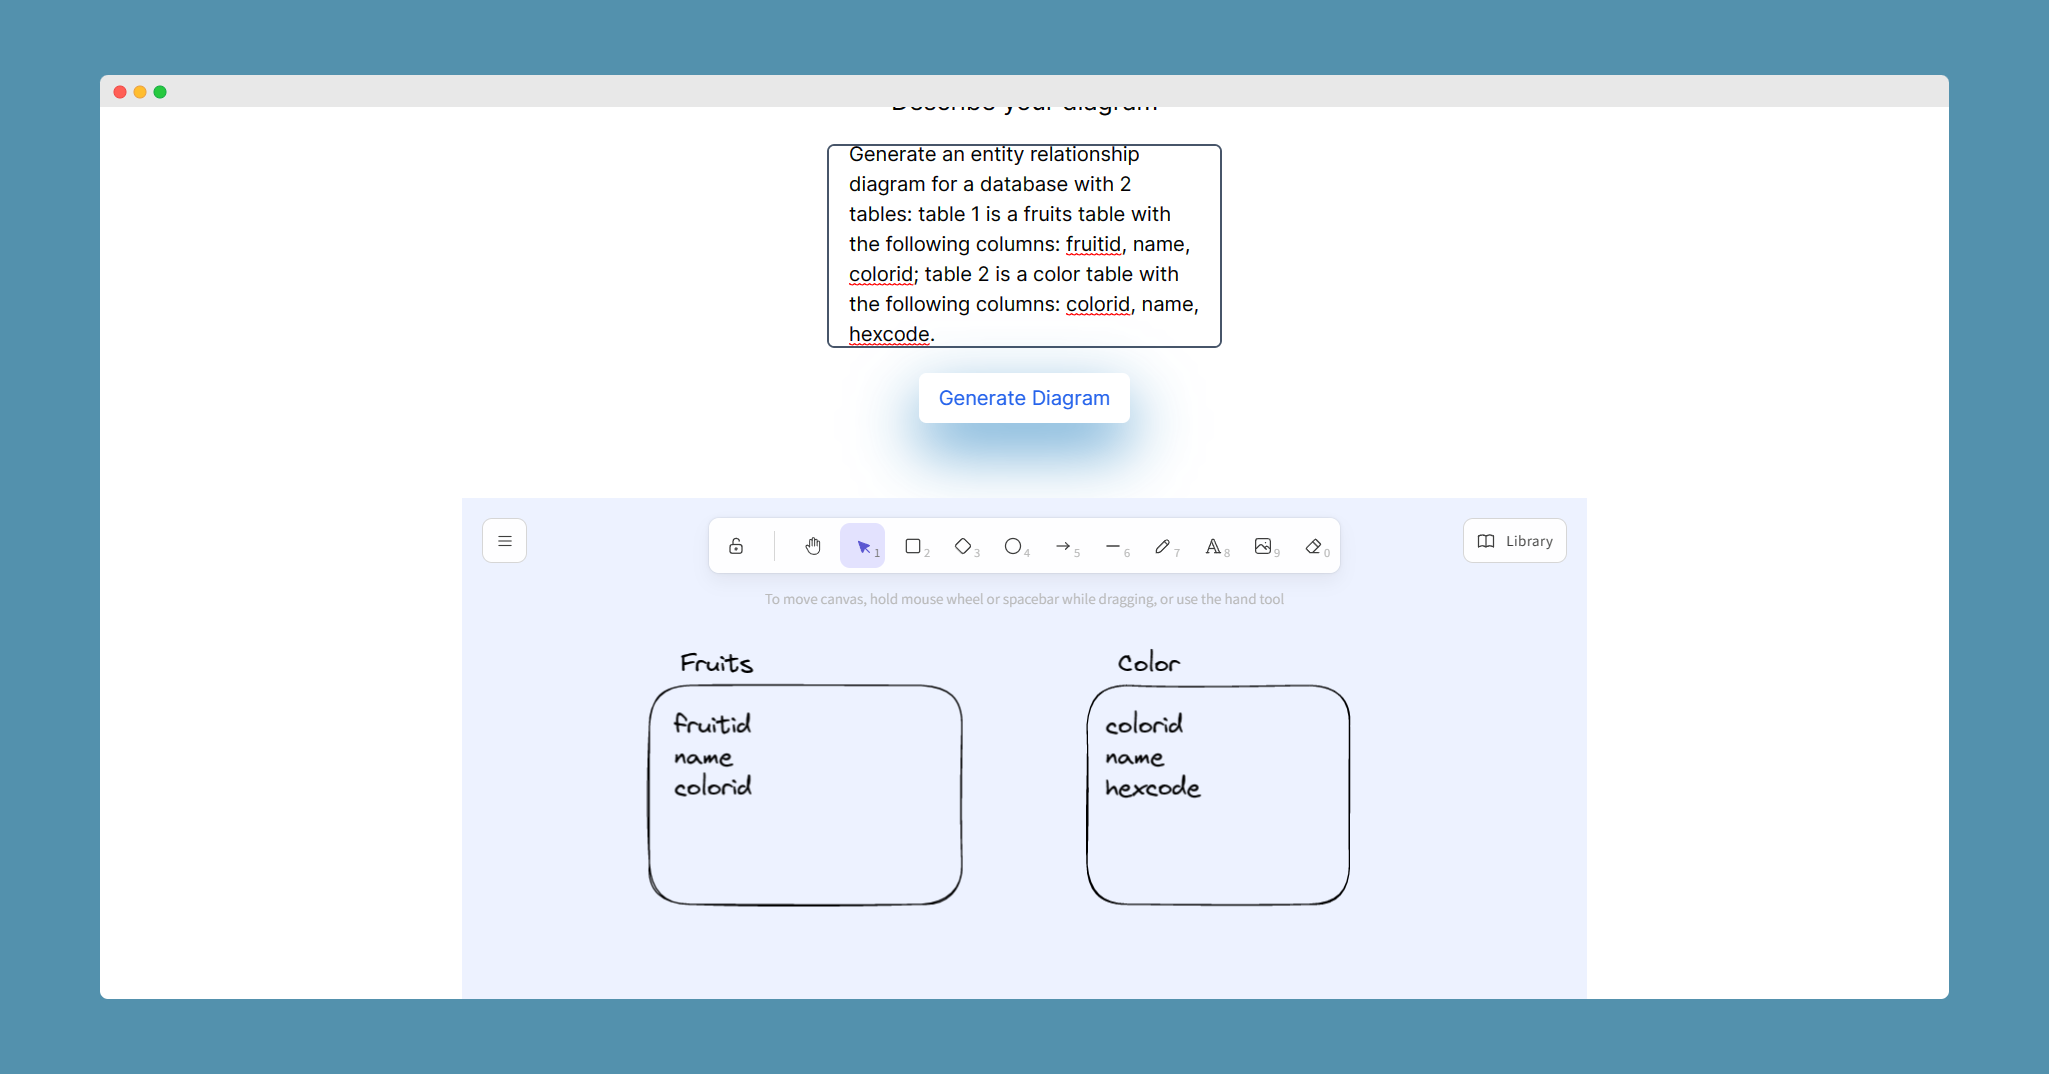 Describe your diagram
Generate an entity relationship
diagram for a database with 2
tables: table 1 is a fruits table with
the following columns: fruitid, name,
colorid; table 2 is a color table with
the following columns: colorid, name,
hexcode.
Generate Diagram
1 2 3 4 5 6 7 A 8 9 0
Library
To move canvas, hold mouse wheel or spacebar while dragging, or use the hand tool
Fruits
fruitid
name
colorid
Color
colorid
name
hexcode